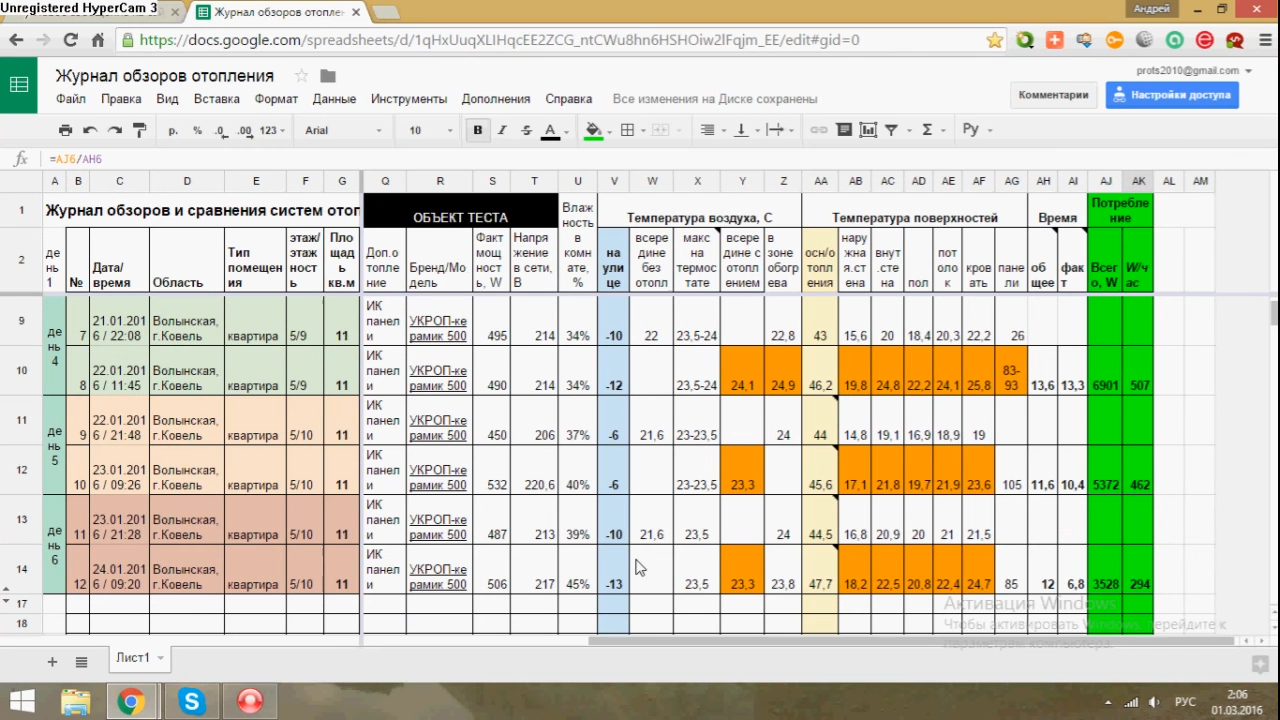 Unregistered HyperCam 3
Журнал обзоров отоплен
Андрей
https://docs.google.com/spreadsheets/d/1qHxUuqXLIHqcEE2ZCG_ntCWu8hn6HSHOiw2lFqjm_EE/edit#gid=0
Журнал обзоров отопления
prots2010@gmail.com
Файл Правка Вид Вставка Формат Данные Инструменты Дополнения Справка Все изменения на Диске сохранены
Комментарии Настройки доступа
р. % .0 .00 123 Arial 10 B I S A Σ Ру
fx =AJ6/AH6
A B C D E F G Q R S T U V W X Y Z AA AB AC AD AE AF AG AH AI AJ AK AL AM
1 Журнал обзоров и сравнения систем отоп ОБЪЕКТ ТЕСТА Влажность в комнате, % Температура воздуха, С Температура поверхностей Время Потребление
2 день 1 № Дата/время Область Тип помещения этаж/этажность Площадь кв.м Доп.отопление Бренд/Модель Факт мощность, W Напряжение в сети, В на улице всередине без отопл макс на термостате всередине с отоплением в зоне обогрева осн/отопления наружная.стена внут.стена пол потолок кровать панели общее факт Всего, W W/час
9 день 4 7 21.01.2016 / 22:08 Волынская, г.Ковель квартира 5/9 11 ИК панели УКРОП-керамик 500 495 214 34% -10 22 23,5-24 22,8 43 15,6 20 18,4 20,3 22,2 26
10 8 22.01.2016 / 11:45 Волынская, г.Ковель квартира 5/9 11 ИК панели УКРОП-керамик 500 490 214 34% -12 23,5-24 24,1 24,9 46,2 19,8 24,8 22,2 24,1 25,8 83-93 13,6 13,3 6901 507
11 день 5 9 22.01.2016 / 21:48 Волынская, г.Ковель квартира 5/10 11 ИК панели УКРОП-керамик 500 450 206 37% -6 21,6 23-23,5 24 44 14,8 19,1 16,9 18,9 19
12 10 23.01.2016 / 09:26 Волынская, г.Ковель квартира 5/10 11 ИК панели УКРОП-керамик 500 532 220,6 40% -6 23-23,5 23,3 45,6 17,1 21,8 19,7 21,9 23,6 105 11,6 10,4 5372 462
13 день 6 11 23.01.2016 / 21:28 Волынская, г.Ковель квартира 5/10 11 ИК панели УКРОП-керамик 500 487 213 39% -10 21,6 23,5 24 44,5 16,8 20,9 20 21 21,5
14 12 24.01.2016 / 09:20 Волынская, г.Ковель квартира 5/10 11 ИК панели УКРОП-керамик 500 506 217 45% -13 23,5 23,3 23,8 47,7 18,2 22,5 20,8 22,4 24,7 85 12 6,8 3528 294
17
18
Активация Windows
Чтобы активировать Windows, перейдите к
параметрам компьютера.
Лист1
РУС
2:06
01.03.2016